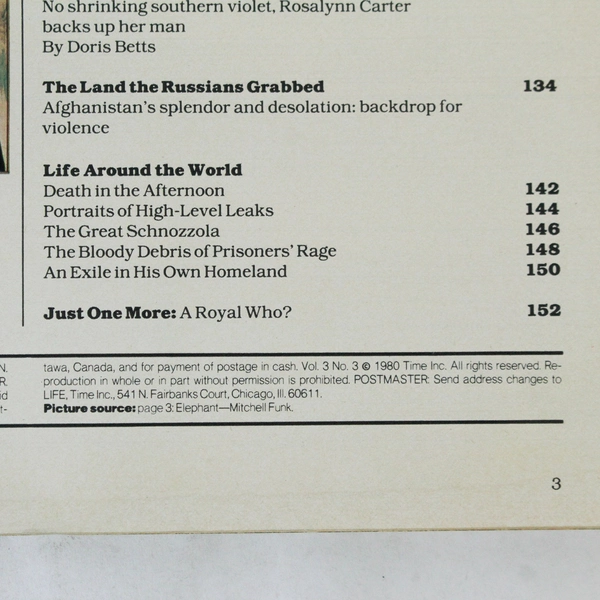 No shrinking southern violet, Rosalynn Carter
backs up her man
By Doris Betts
The Land the Russians Grabbed 134
Afghanistan's splendor and desolation: backdrop for
violence
Life Around the World
Death in the Afternoon 142
Portraits of High-Level Leaks 144
The Great Schnozzola 146
The Bloody Debris of Prisoners' Rage 148
An Exile in His Own Homeland 150
Just One More: A Royal Who? 152
N.
R.
id
t-
tawa, Canada, and for payment of postage in cash. Vol. 3 No. 3 © 1980 Time Inc. All rights reserved. Re-
production in whole or in part without permission is prohibited. POSTMASTER: Send address changes to
LIFE, Time Inc., 541 N. Fairbanks Court, Chicago, Ill. 60611.
Picture source: page 3: Elephant—Mitchell Funk.
3